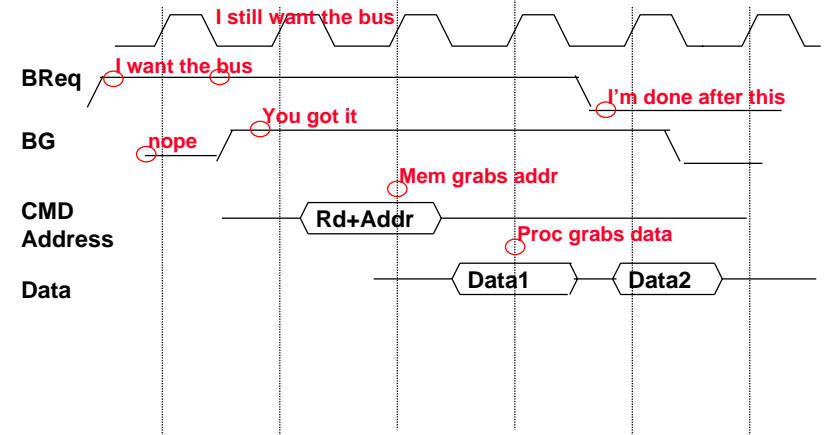 I still want the bus
I want the bus
BReq
I'm done after this
You got it
BG
nope
Mem grabs addr
CMD
Address
Rd+Addr
Proc grabs data
Data
Data1
Data2